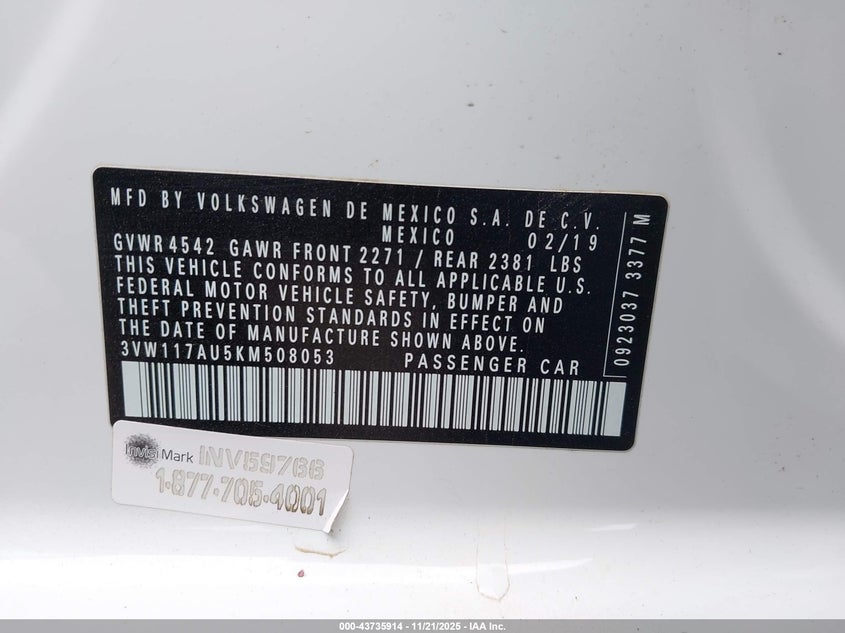 MFD BY VOLKSWAGEN DE MEXICO S.A. DE C.V.
MEXICO 02/19
GVWR 4542 GAWR FRONT 2271 / REAR 2381 LBS
THIS VEHICLE CONFORMS TO ALL APPLICABLE U.S.
FEDERAL MOTOR VEHICLE SAFETY, BUMPER AND
THEFT PREVENTION STANDARDS IN EFFECT ON
THE DATE OF MANUFACTURE SHOWN ABOVE.
3VW117AU5KM508053 PASSENGER CAR
0923037 3377 M
InvisiMark INV59766
1-877-705-4001
000-43735914 - 11/21/2025 - IAA Inc.